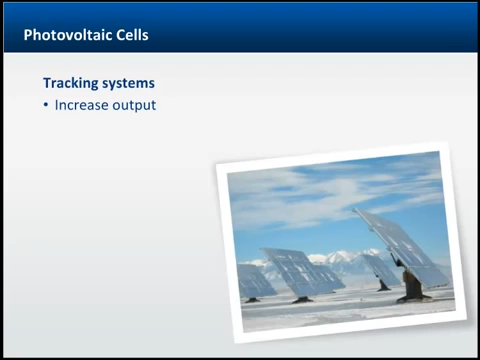 Photovoltaic Cells
Tracking systems
• Increase output